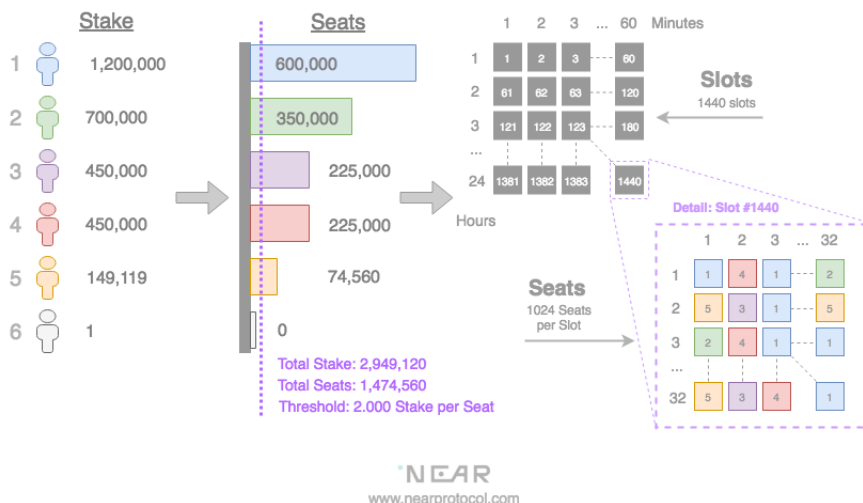 Stake
Seats
1 2 3 ... 60 Minutes
1 1,200,000 600,000
2 700,000 350,000
3 450,000 225,000
4 450,000 225,000
5 149,119 74,560
6 1 0
Total Stake: 2,949,120
Total Seats: 1,474,560
Threshold: 2.000 Stake per Seat
1 1 2 3 60
2 61 62 63 120
3 121 122 123 180
...
24 1381 1382 1383 1440
Hours
Slots
1440 slots
Detail: Slot #1440
Seats
1024 Seats
per Slot
1 2 3 ... 32
1 1 4 1 2
2 5 3 1 5
3 2 4 1 1
...
32 5 3 4 1
NEAR
www.nearprotocol.com